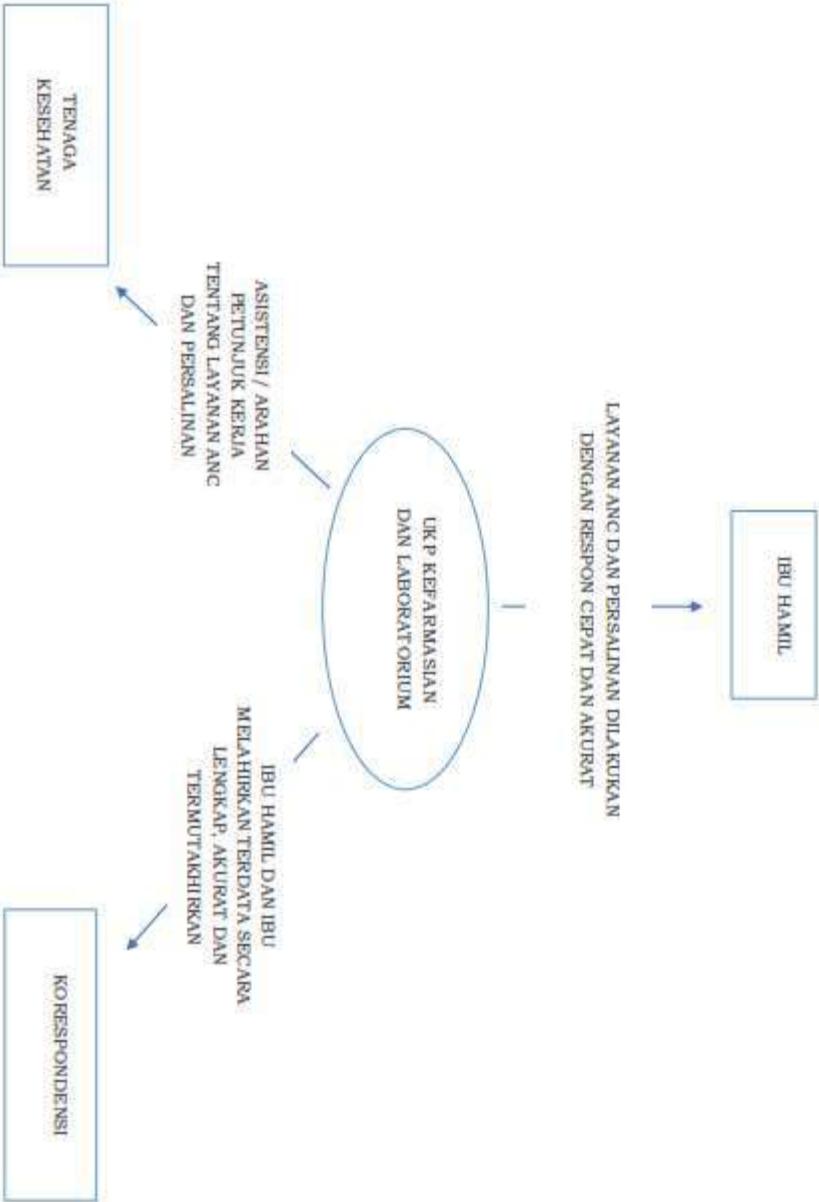 TENAGA
KESEHATAN
ASISTENSI / ARAHAN
PETUNJUK KERJA
TENTANG LAYANAN ANC
DAN PERSALINAN
UKP KEFARMASIAN
DAN LABORATORIUM
LAYANAN ANC DAN PERSALINAN DILAKUKAN
DENGAN RESPON CEPAT DAN AKURAT
IBU HAMIL
IBU HAMIL DAN IBU
MELAHIRKAN TERDATA SECARA
LENGKAP, AKURAT DAN
TERMUTAKHIRKAN
KORESPONDENSI